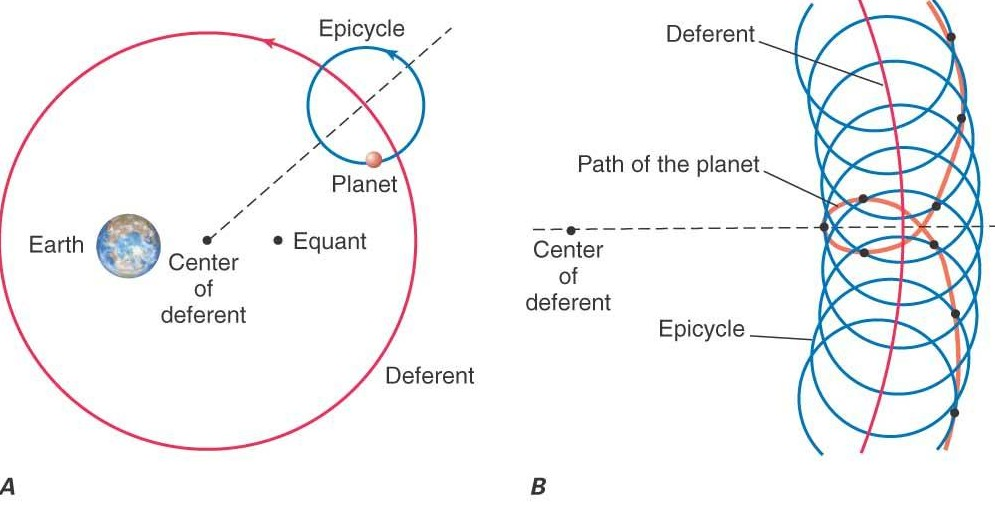 Epicycle
Planet
Earth
Center
of
deferent
Equant
Deferent
A
Deferent
Path of the planet
Center
of
deferent
Epicycle
B